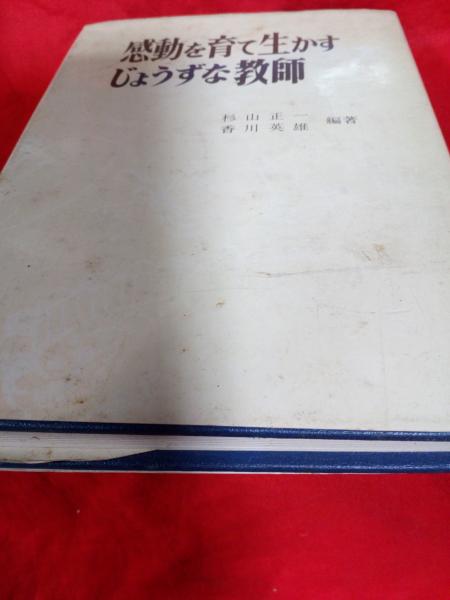 感動を育て生かす
じょうずな教師
杉山正一
香川英雄 編著